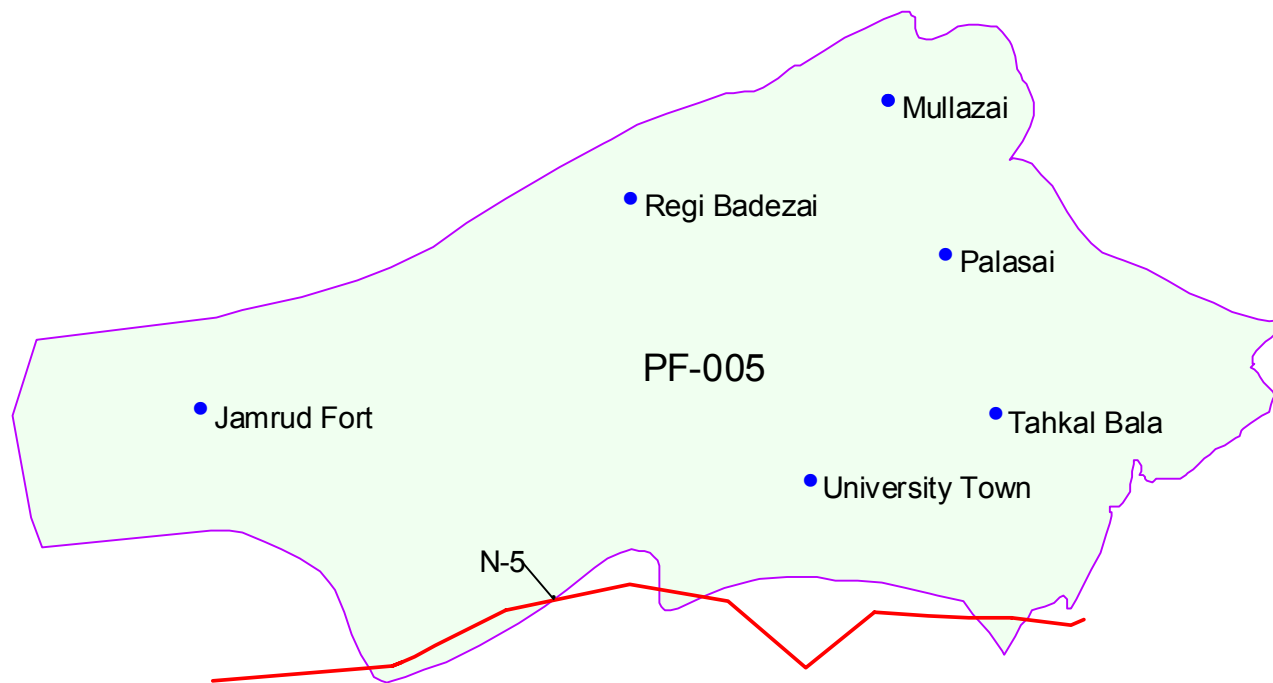 Mullazai
Regi Badezai
Palasai
PF-005
Jamrud Fort
Tahkal Bala
University Town
N-5